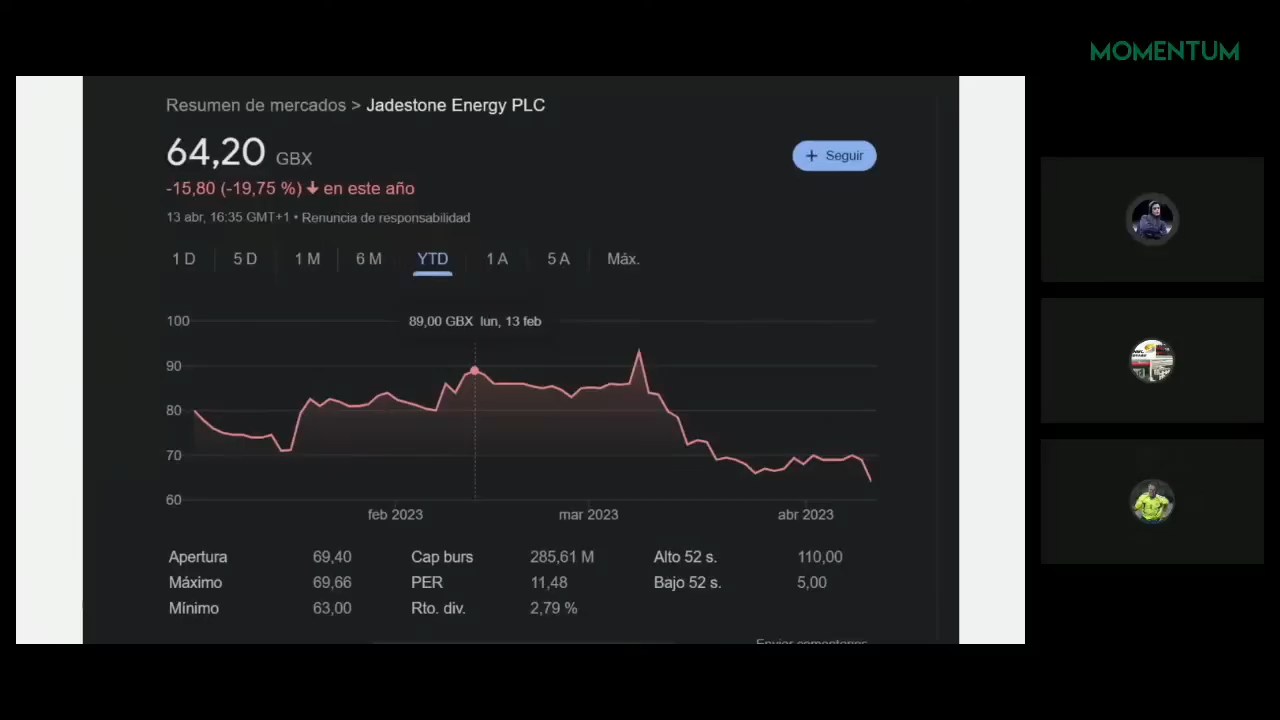 MOMENTUM
Resumen de mercados > Jadestone Energy PLC
64,20 GBX
+ Seguir
-15,80 (-19,75 %) ↓ en este año
13 abr, 16:35 GMT+1 • Renuncia de responsabilidad
1 D 5 D 1 M 6 M YTD 1 A 5 A Máx.
89,00 GBX lun, 13 feb
100
90
80
70
60
feb 2023 mar 2023 abr 2023
Apertura 69,40 Cap burs 285,61 M Alto 52 s. 110,00
Máximo 69,66 PER 11,48 Bajo 52 s. 5,00
Mínimo 63,00 Rto. div. 2,79 %
Enviar comentarios